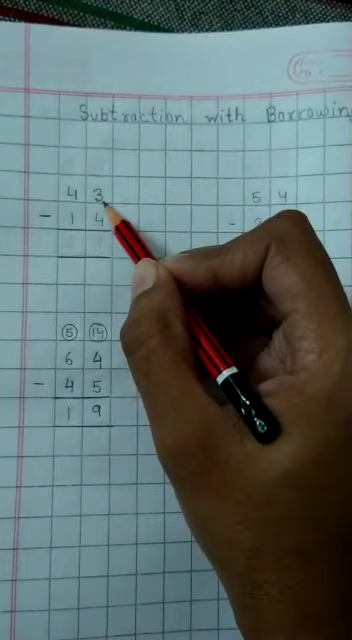 Subtraction with Borrowing
4 3
- 1 4
5 4
-
5 14
6 4
- 4 5
1 9